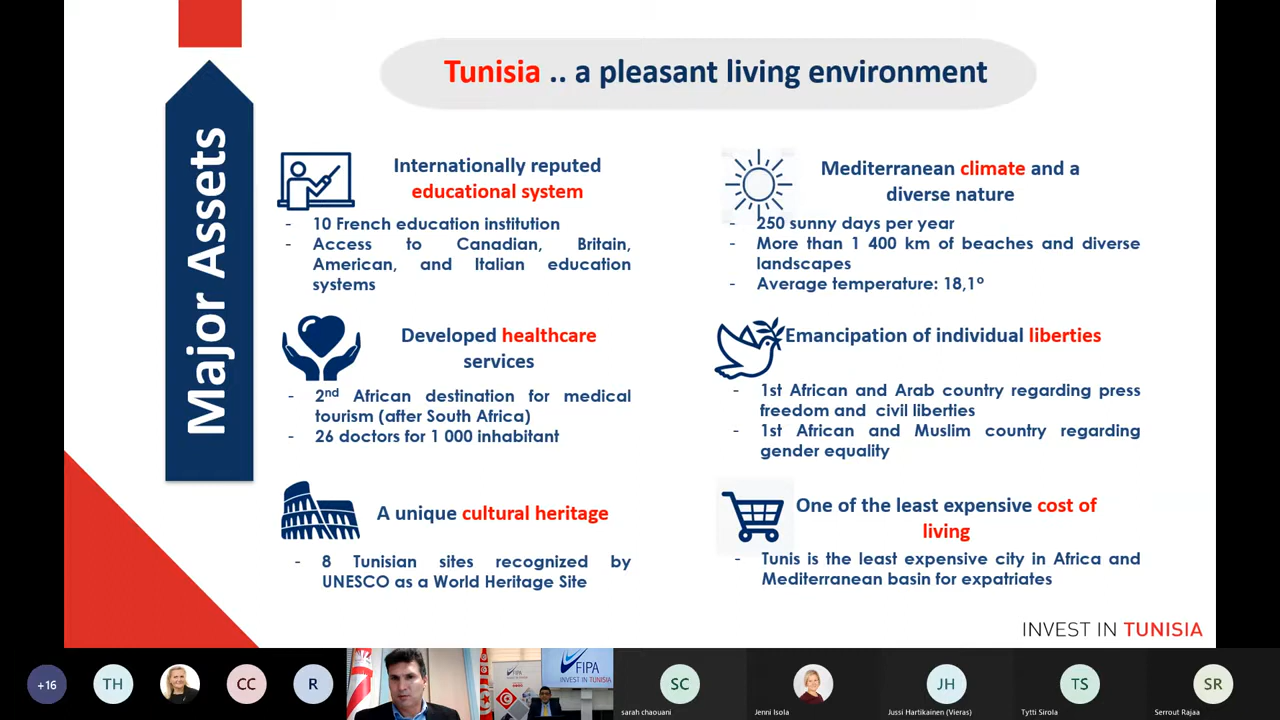 Tunisia .. a pleasant living environment
Major Assets
Internationally reputed
educational system
- 10 French education institution
- Access to Canadian, Britain,
American, and Italian education
systems
Developed healthcare
services
- 2nd African destination for medical
tourism (after South Africa)
- 26 doctors for 1 000 inhabitant
A unique cultural heritage
- 8 Tunisian sites recognized by
UNESCO as a World Heritage Site
Mediterranean climate and a
diverse nature
- 250 sunny days per year
- More than 1 400 km of beaches and diverse
landscapes
- Average temperature: 18,1°
Emancipation of individual liberties
- 1st African and Arab country regarding press
freedom and civil liberties
- 1st African and Muslim country regarding
gender equality
One of the least expensive cost of
living
- Tunis is the least expensive city in Africa and
Mediterranean basin for expatriates
INVEST IN TUNISIA
+16
TH
CC
R
FIPA
INVEST IN TUNISIA
SC
sarah chaouani
Jenni Isola
JH
Jussi Hartikainen (Vieras)
TS
Tytti Sirola
SR
Serrout Rajaa